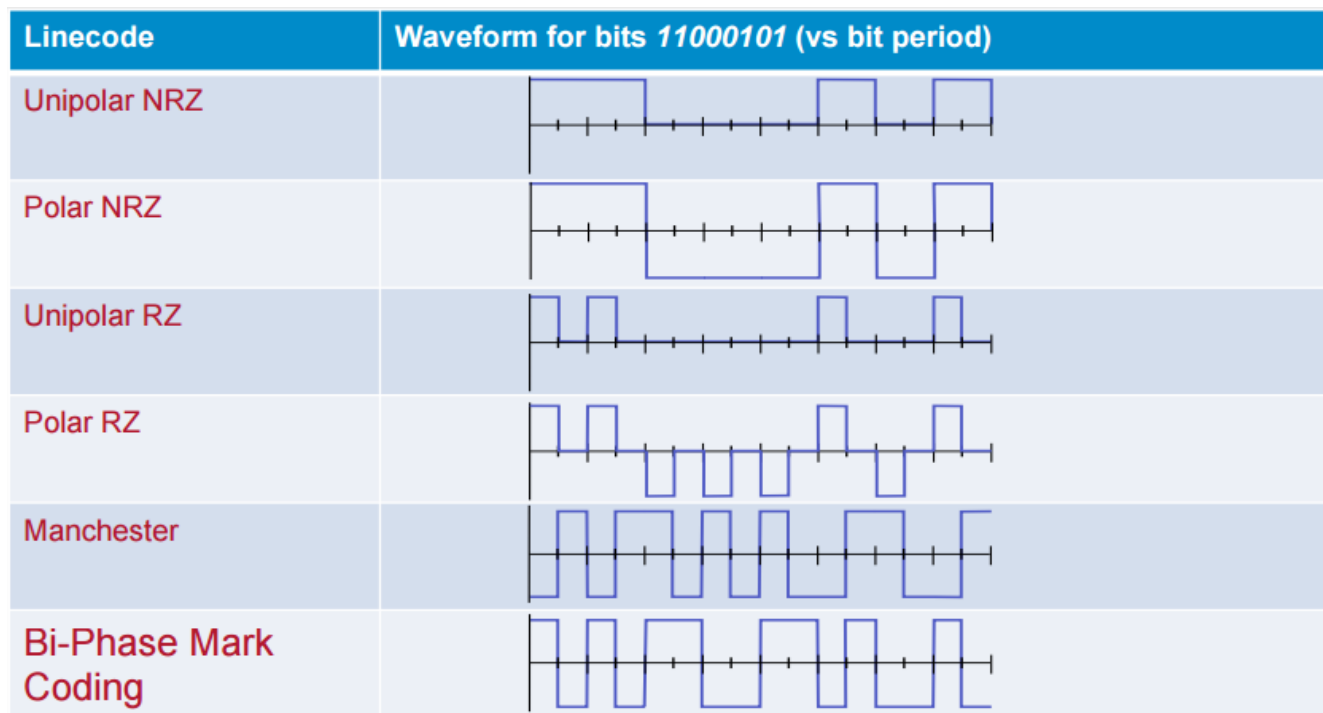 Linecode Waveform for bits 11000101 (vs bit period)
Unipolar NRZ
Polar NRZ
Unipolar RZ
Polar RZ
Manchester
Bi-Phase Mark
Coding